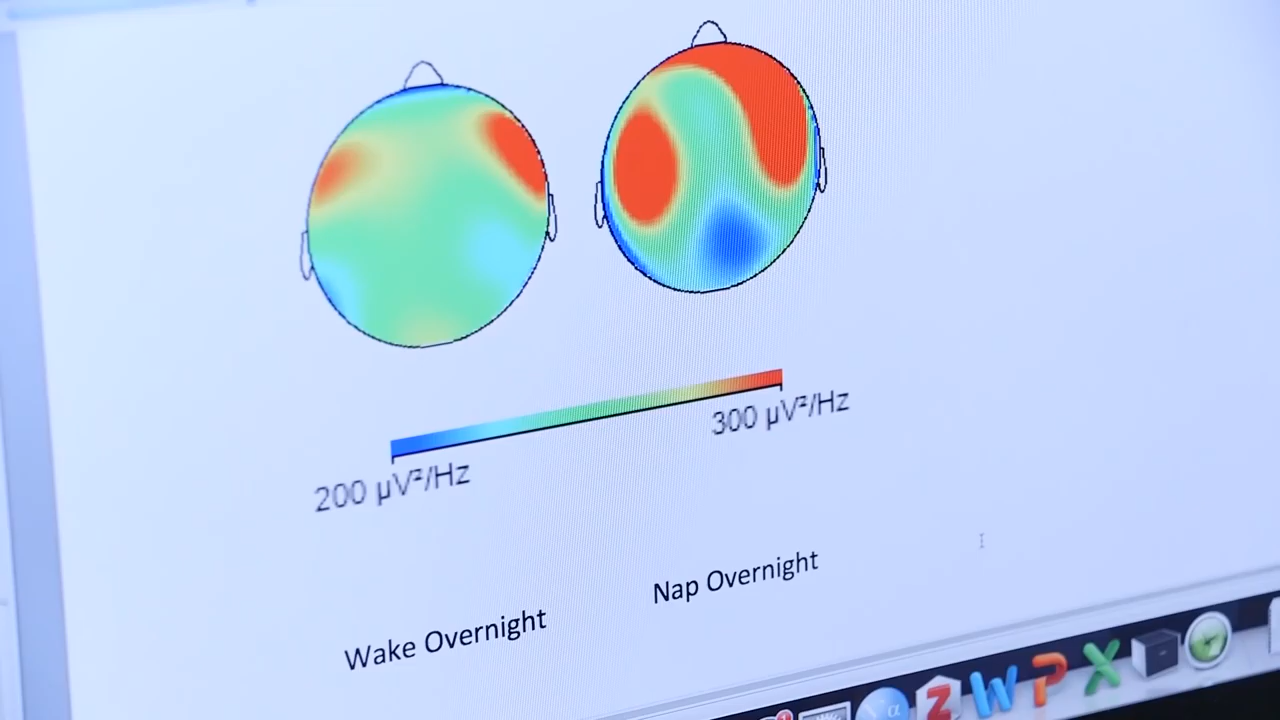 200 µV²/Hz
300 µV²/Hz
Wake Overnight
Nap Overnight
Z
W
P
X
α